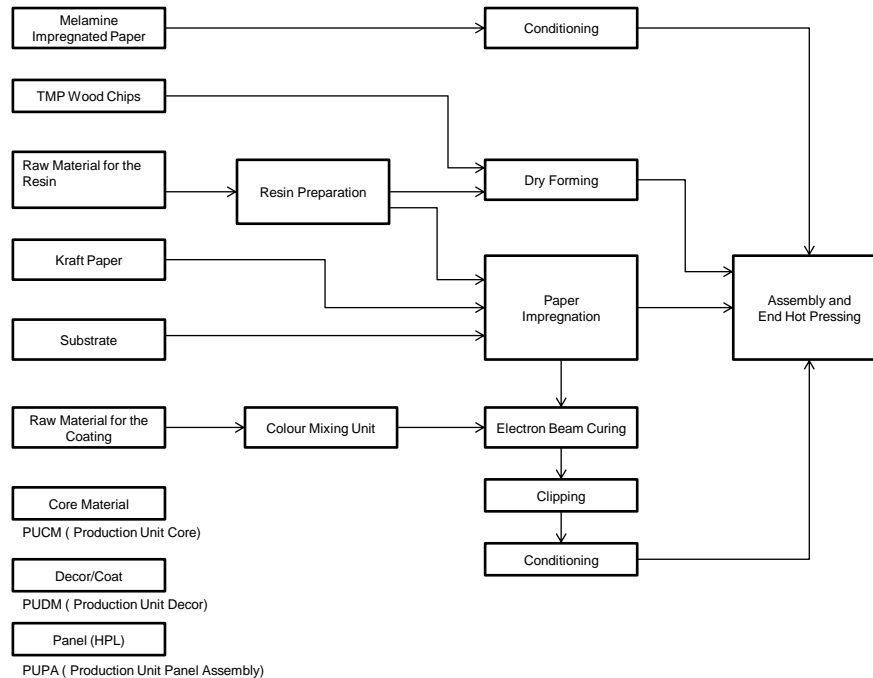 Melamine
Impregnated Paper
Conditioning
TMP Wood Chips
Raw Material for the
Resin
Resin Preparation
Dry Forming
Kraft Paper
Paper
Impregnation
Assembly and
End Hot Pressing
Substrate
Raw Material for the
Coating
Colour Mixing Unit
Electron Beam Curing
Core Material
Clipping
PUCM ( Production Unit Core)
Conditioning
Decor/Coat
PUDM ( Production Unit Decor)
Panel (HPL)
PUPA ( Production Unit Panel Assembly)